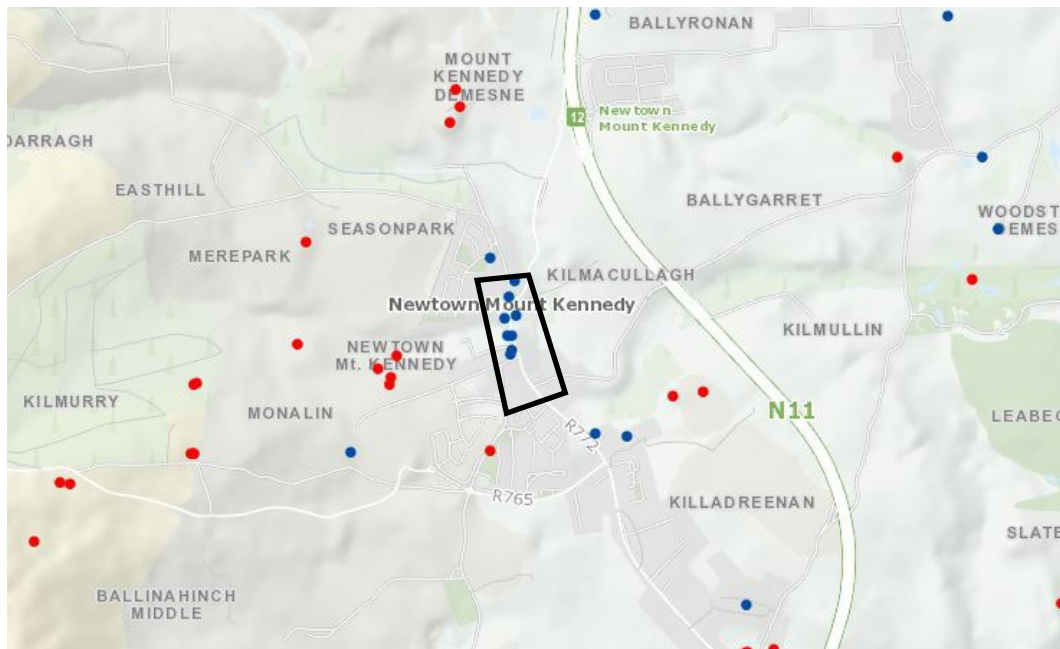 BALLYRONAN
MOUNT
KENNEDY
DEMESNE
12
Newtown
Mount Kennedy
DARRAGH
EASTHILL
BALLYGARRET
WOODST
EMES
SEASONPARK
MEREPARK
KILMACULLAGH
Newtown Mount Kennedy
KILMULLIN
NEWTOWN
Mt. KENNEDY
KILMURRY
MONALIN
N11
LEABEG
R772
R765
KILLADREENAN
SLATE
BALLINAHINCH
MIDDLE